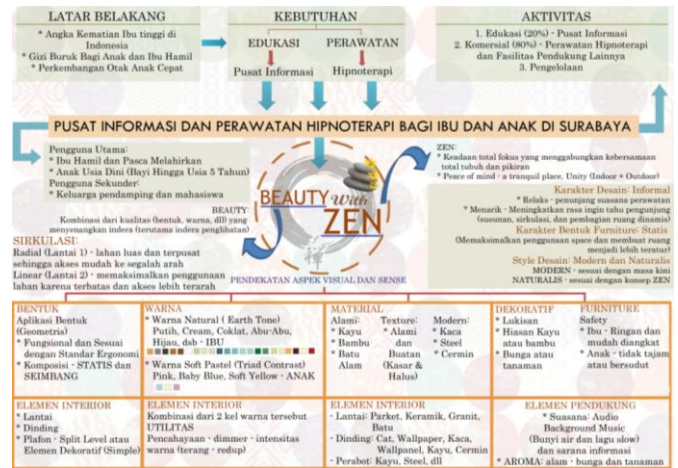 LATAR BELAKANG
* Angka Kematian Ibu tinggi di
Indonesia
* Gizi Buruk Bagi Anak dan Ibu Hamil
* Perkembangan Otak Anak Cepat
KEBUTUHAN
EDUKASI
PERAWATAN
Pusat Informasi
Hipnoterapi
AKTIVITAS
1. Edukasi (20%) - Pusat Informasi
2. Komersial (80%) - Perawatan Hipnoterapi
dan Fasilitas Pendukung Lainnya
3. Pengelolaan
PUSAT INFORMASI DAN PERAWATAN HIPNOTERAPI BAGI IBU DAN ANAK DI SURABAYA
Pengguna Utama:
* Ibu Hamil dan Pasca Melahirkan
* Anak Usia Dini (Bayi Hingga Usia 5 Tahun)
Pengguna Sekunder:
* Keluarga pendamping dan mahasiswa
BEAUTY:
Kombinasi dari kualitas (bentuk, warna, dll) yang
menyenangkan indera (terutama indera penglihatan)
SIRKULASI:
Radial (Lantai 1) - lahan luas dan terpusat
sehingga akses mudah ke segalah arah
Linear (Lantai 2) - memaksimalkan penggunaan
lahan karena terbatas dan akses lebih terarah
BEAUTY With
ZEN
禅
PENDEKATAN ASPEK VISUAL DAN SENSE
ZEN:
* Keadaan total fokus yang menggabungkan kebersamaan
total tubuh dan pikiran
* Peace of mind - a tranquil place, Unity (Indoor + Outdoor)
Karakter Desain: Informal
* Relaks - penunjang suasana perawatan
* Menarik - Meningkatkan rasa ingin tahu pengunjung
(susunan, sirkulasi, dan pembagian ruang dinamis)
Karakter Bentuk Furniture: Statis
(Memaksimalkan penggunaan space dan membuat ruang
menjadi lebih teratur)
Style Desain: Modern dan Naturalis
MODERN - sesuai dengan masa kini
NATURALIS - sesuai dengan konsep ZEN
BENTUK
Aplikasi Bentuk
(Geometris)
* Fungsional dan Sesuai
dengan Standar Ergonomi
* Komposisi - STATIS dan
SEIMBANG
WARNA
* Warna Natural ( Earth Tone)
Putih, Cream, Coklat, Abu-Abu,
Hijau, dsb - IBU
* Warna Soft Pastel (Triad Contrast)
Pink, Baby Blue, Soft Yellow - ANAK
MATERIAL
Alami:
* Kayu
* Bambu
* Batu
Alam
Texture:
* Alami
dan
Buatan
(Kasar &
Halus)
Modern:
* Kaca
* Steel
* Cermin
DEKORATIF
* Lukisan
* Hiasan Kayu
atau bambu
* Bunga atau
tanaman
FURNITURE
Safety
* Ibu - Ringan dan
mudah diangkat
* Anak - tidak tajam
atau bersudut
ELEMEN INTERIOR
* Lantai
* Dinding
* Plafon - Split Level atau
Elemen Dekoratif (Simple)
ELEMEN INTERIOR
Kombinasi dari 2 kel warna tersebut
UTILITAS
Pencahayaan - dimmer - intensitas
warna (terang - redup)
ELEMEN INTERIOR
- Lantai: Parket, Keramik, Granit,
Batu
- Dinding: Cat, Wallpaper, Kaca,
Wallpanel, Kayu, Cermin
- Perabot: Kayu, Steel, dll
ELEMEN PENDUKUNG
* Suasana: Audio
Background Music
(Bunyi air dan lagu slow)
dan sarana informasi
* AROMA: alam - bunga dan tanaman